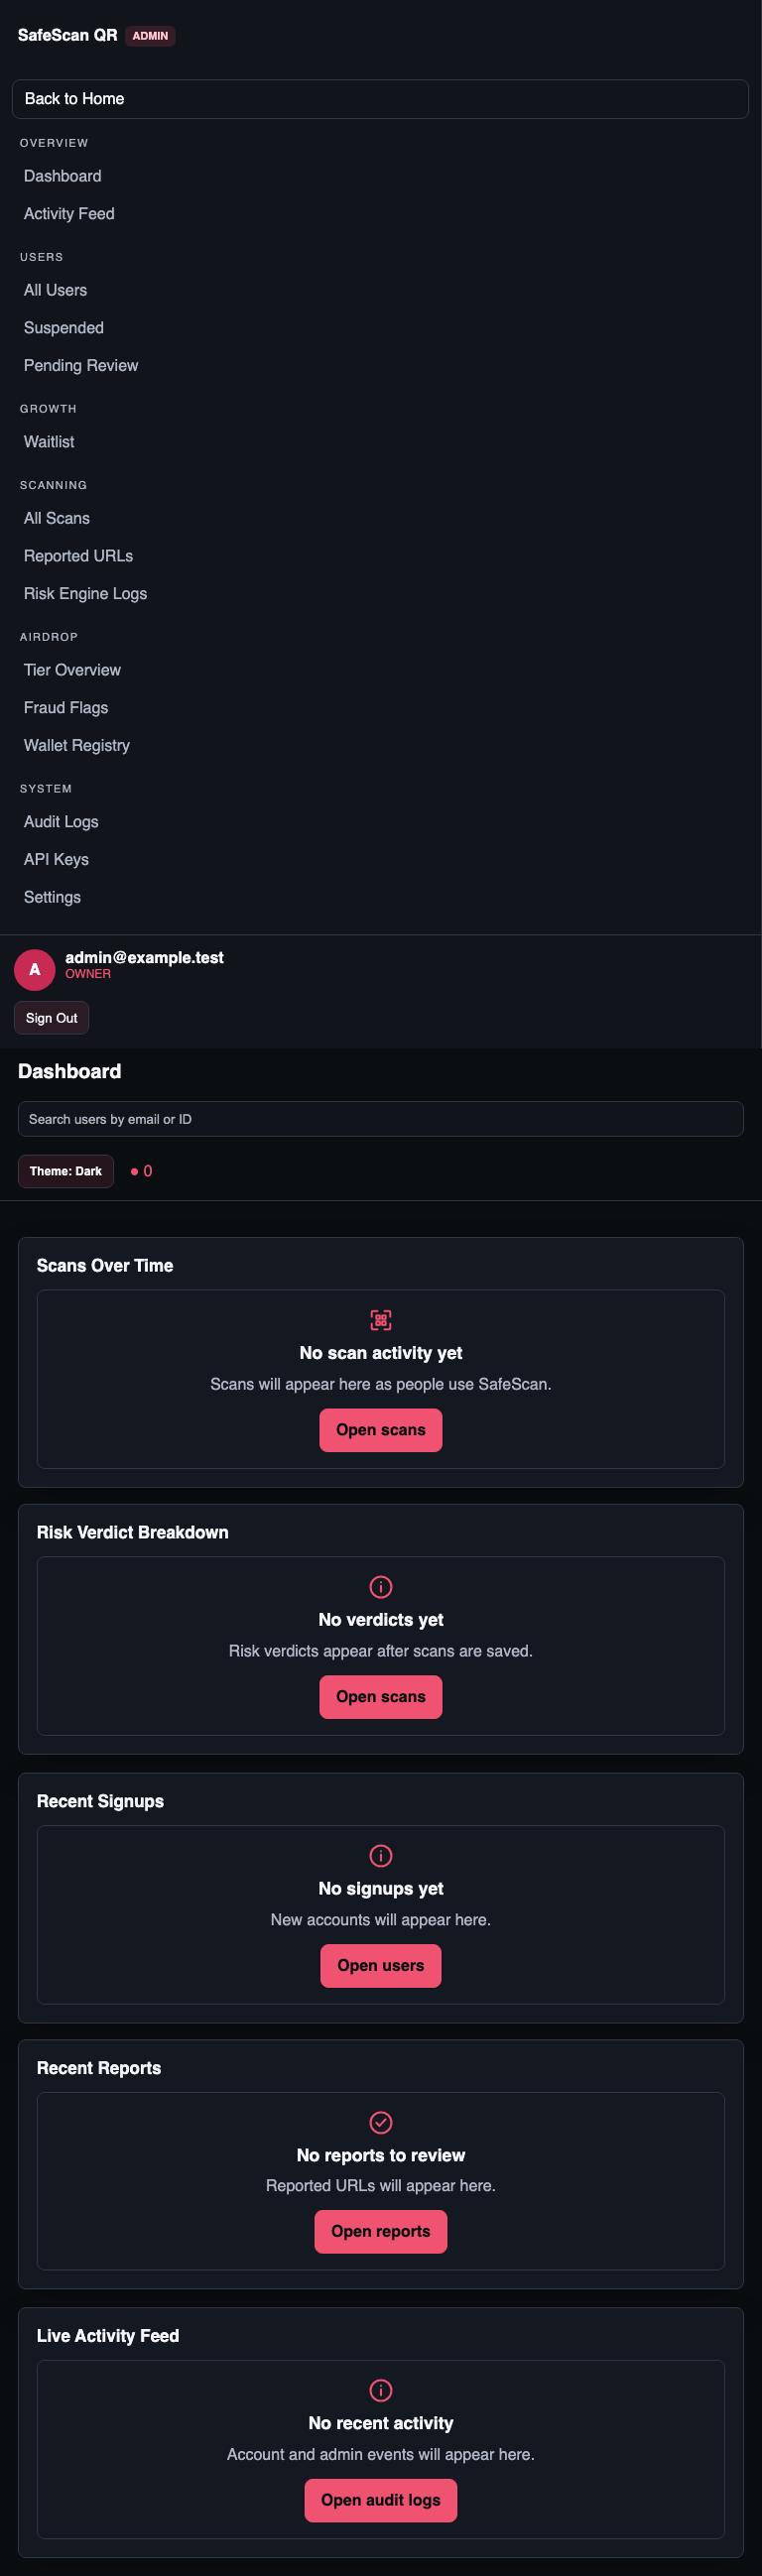 SafeScan QR ADMIN
Back to Home
OVERVIEW
Dashboard
Activity Feed
USERS
All Users
Suspended
Pending Review
GROWTH
Waitlist
SCANNING
All Scans
Reported URLs
Risk Engine Logs
AIRDROP
Tier Overview
Fraud Flags
Wallet Registry
SYSTEM
Audit Logs
API Keys
Settings
A
admin@example.test
OWNER
Sign Out
Dashboard
Search users by email or ID
Theme: Dark 0
Scans Over Time
No scan activity yet
Scans will appear here as people use SafeScan.
Open scans
Risk Verdict Breakdown
No verdicts yet
Risk verdicts appear after scans are saved.
Open scans
Recent Signups
No signups yet
New accounts will appear here.
Open users
Recent Reports
No reports to review
Reported URLs will appear here.
Open reports
Live Activity Feed
No recent activity
Account and admin events will appear here.
Open audit logs